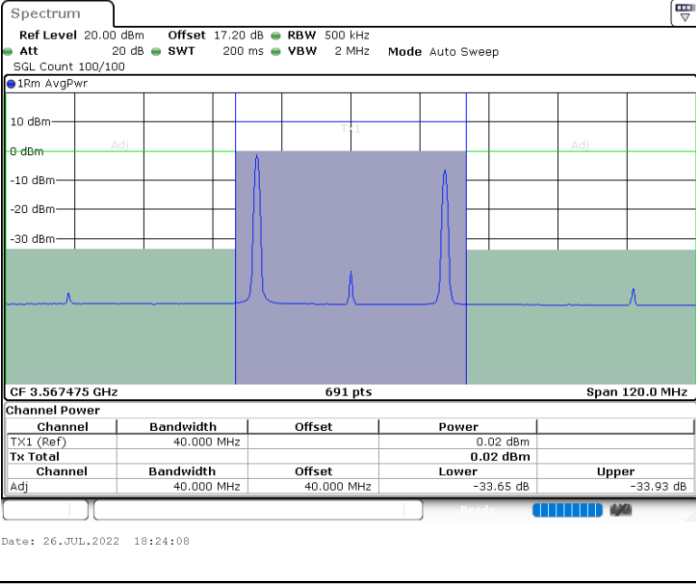 Spectrum
Ref Level 20.00 dBm Offset 17.20 dB RBW 500 kHz
Att 20 dB SWT 200 ms VBW 2 MHz Mode Auto Sweep
SGL Count 100/100
1Rm AvgPwr
10 dBm
Tx1
Adj
Adj
0 dBm
-10 dBm
-20 dBm
-30 dBm
CF 3.567475 GHz 691 pts Span 120.0 MHz
Channel Power
Channel Bandwidth Offset Power
TX1 (Ref) 40.000 MHz 0.02 dBm
Tx Total 0.02 dBm
Channel Bandwidth Offset Lower Upper
Adj 40.000 MHz 40.000 MHz -33.65 dB -33.93 dB
Ready
Date: 26.JUL.2022 18:24:08